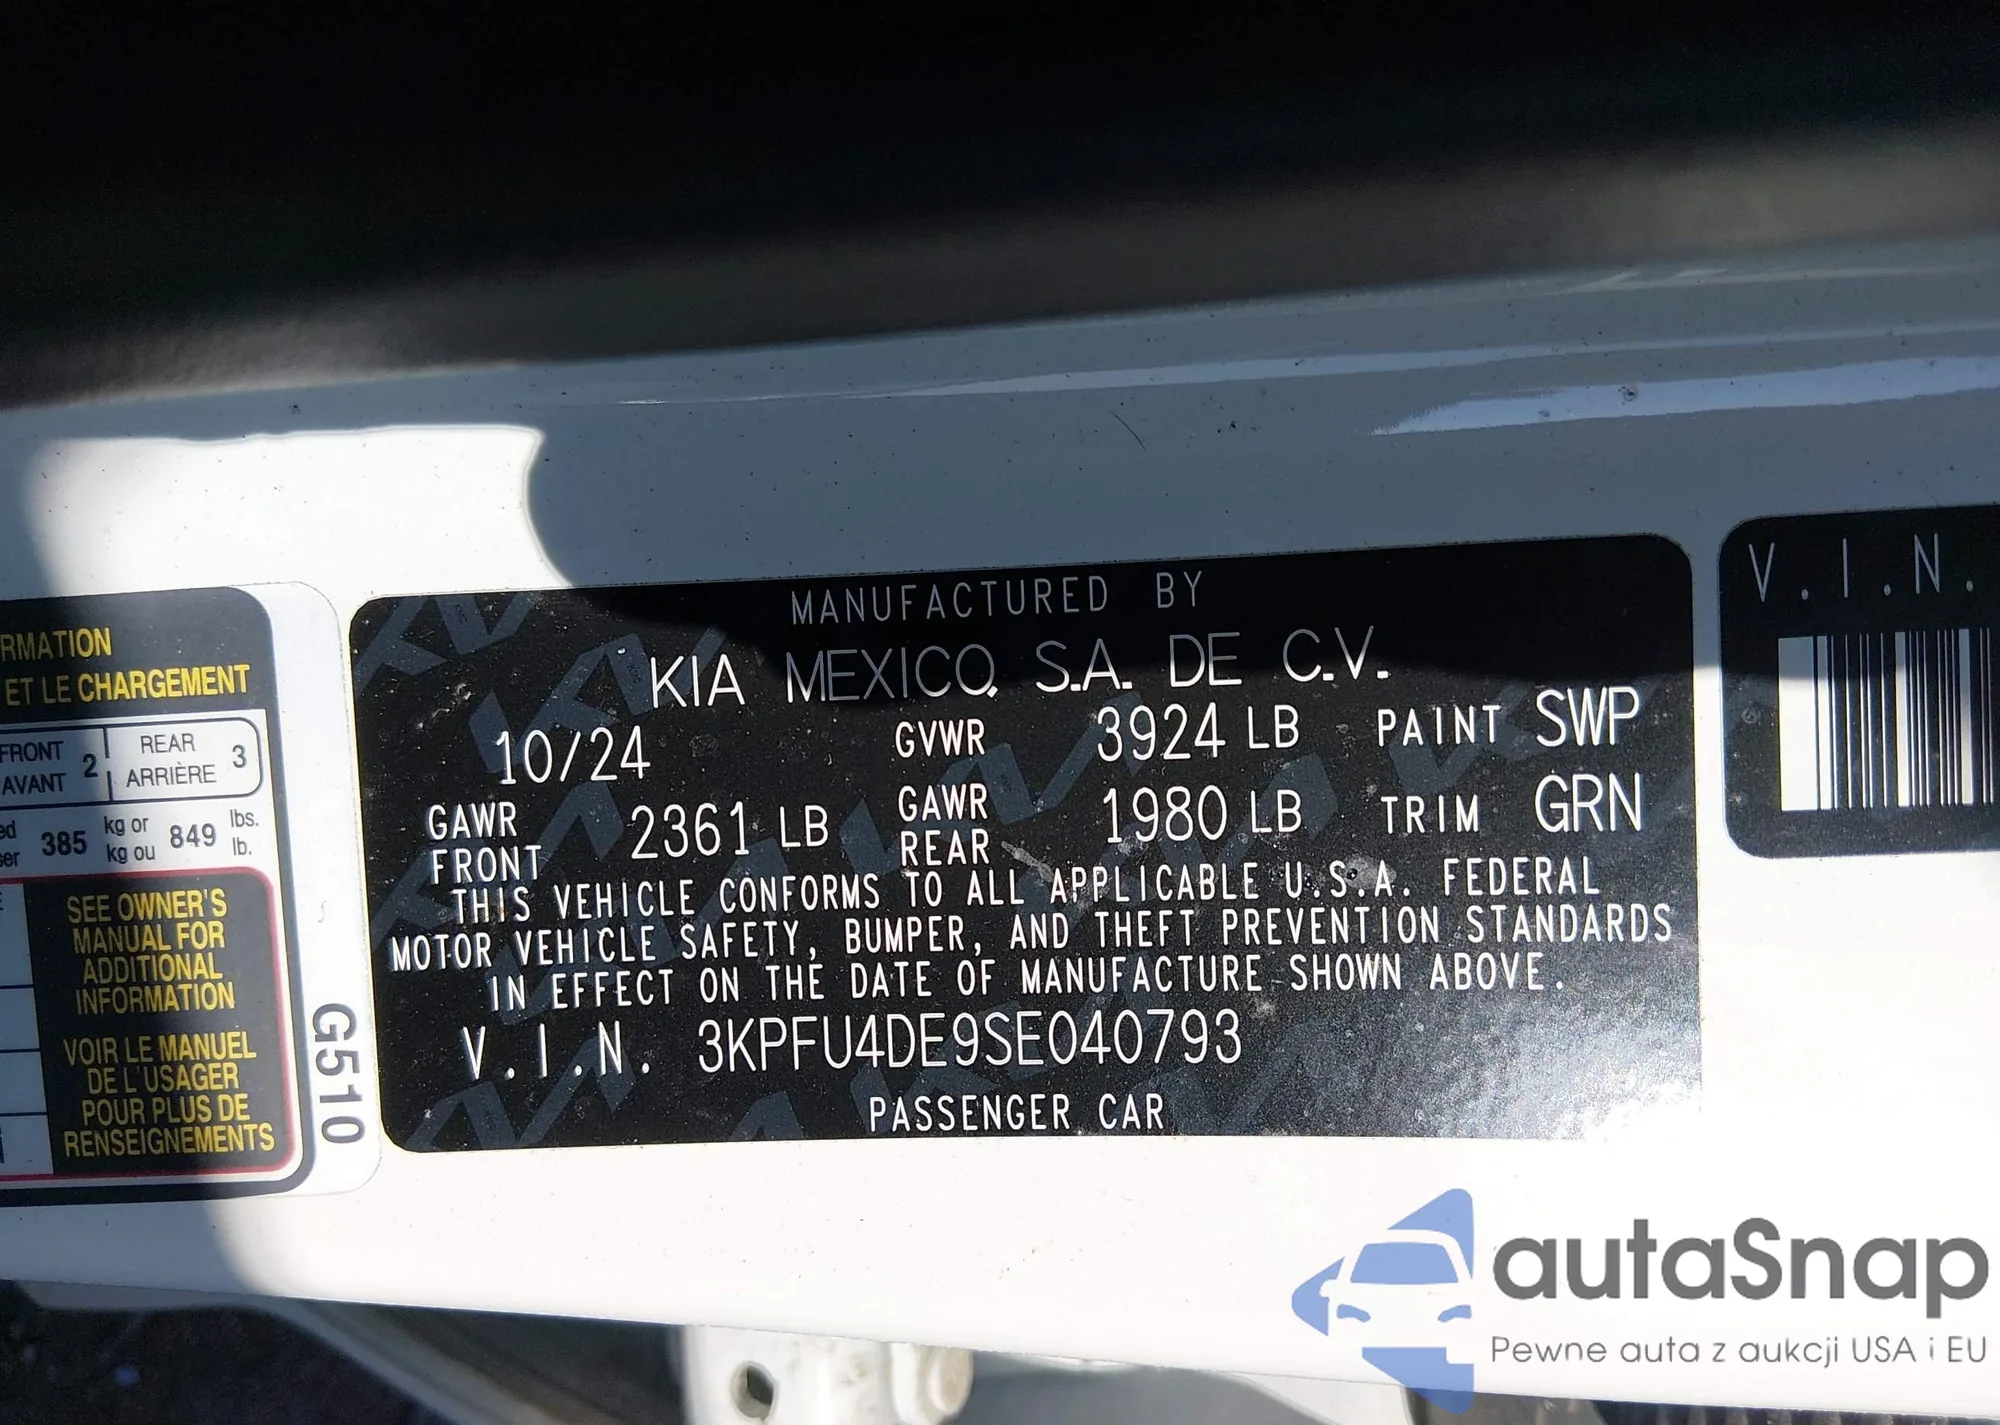 RMATION
ET LE CHARGEMENT
FRONT
AVANT 2
REAR
ARRIÈRE 3
385 kg or 849 lbs.
kg ou lb.
SEE OWNER'S
MANUAL FOR
ADDITIONAL
INFORMATION
VOIR LE MANUEL
DE L'USAGER
POUR PLUS DE
RENSEIGNEMENTS
G510
MANUFACTURED BY
KIA MEXICO, S.A. DE C.V.
10/24 GVWR 3924 LB PAINT SWP
GAWR FRONT 2361 LB GAWR REAR 1980 LB TRIM GRN
THIS VEHICLE CONFORMS TO ALL APPLICABLE U.S.A. FEDERAL
MOTOR VEHICLE SAFETY, BUMPER, AND THEFT PREVENTION STANDARDS
IN EFFECT ON THE DATE OF MANUFACTURE SHOWN ABOVE.
V.I.N. 3KPFU4DE9SE040793
PASSENGER CAR
V.I.N.
autaSnap
Pewne auta z aukcji USA i EU